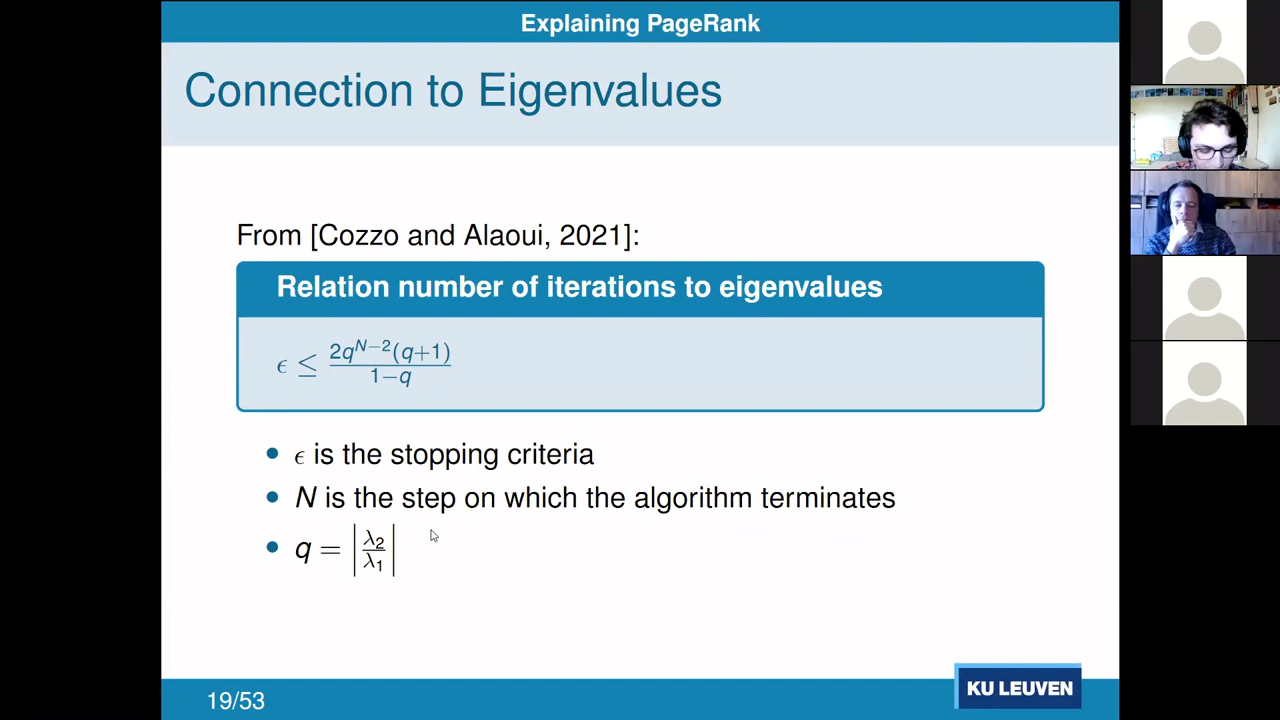 Explaining PageRank
Connection to Eigenvalues
From [Cozzo and Alaoui, 2021]:
Relation number of iterations to eigenvalues
ϵ ≤ 2q^{N−2}(q+1) / 1−q
• ϵ is the stopping criteria
• N is the step on which the algorithm terminates
• q = |λ₂/λ₁|
19/53
KU LEUVEN